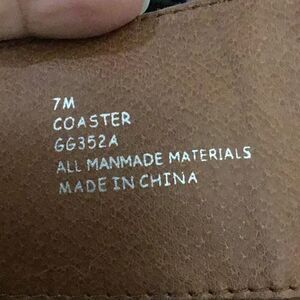 7M
COASTER
GG352A
ALL MANMADE MATERIALS
MADE IN CHINA